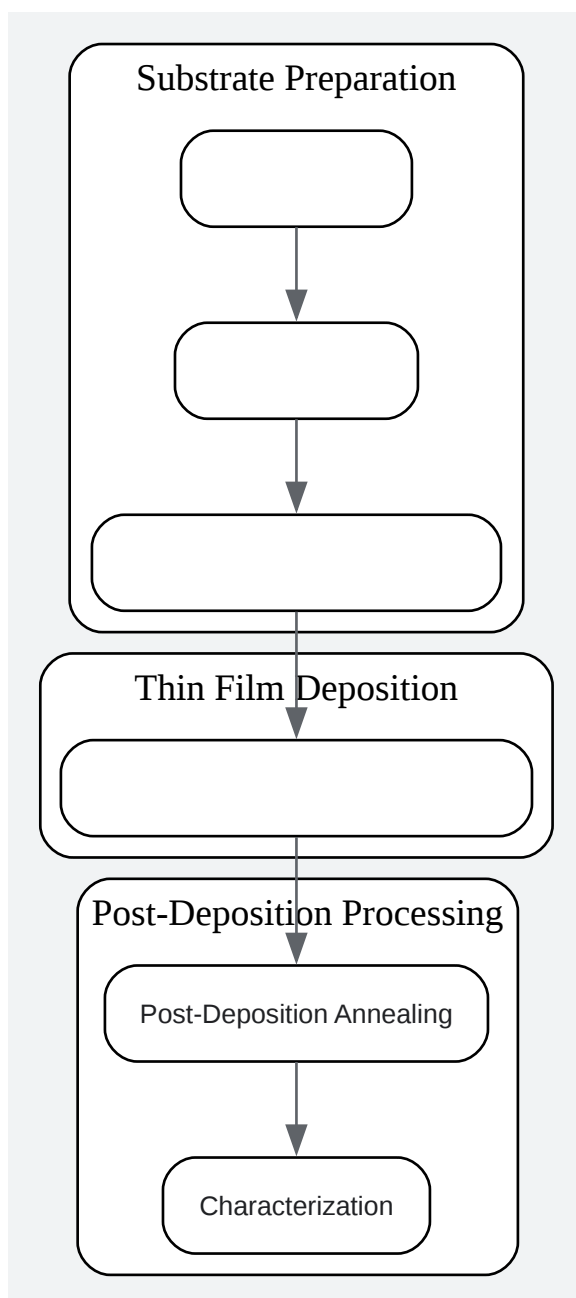 Substrate Preparation
Thin Film Deposition
Post-Deposition Processing
Post-Deposition Annealing
Characterization